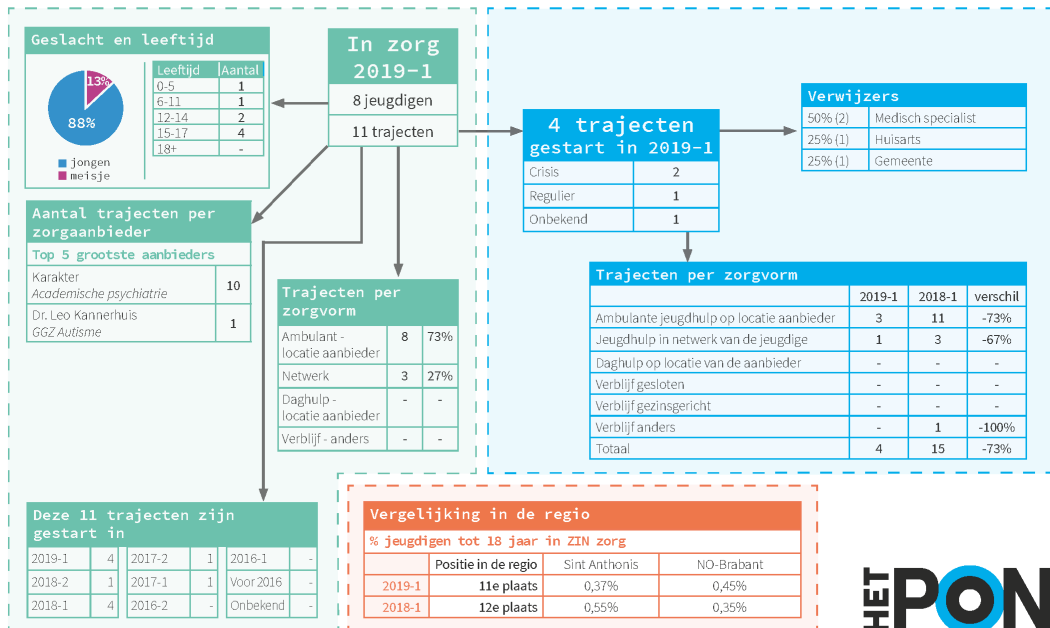 Geslacht en leeftijd
13%
88%
jongen
meisje
Leeftijd Aantal
0-5 1
6-11 1
12-14 2
15-17 4
18+ -
In zorg
2019-1
8 jeugdigen
11 trajecten
Aantal trajecten per
zorgaanbieder
Top 5 grootste aanbieders
Karakter
Academische psychiatrie 10
Dr. Leo Kannerhuis
GGZ Autisme 1
Trajecten per
zorgvorm
Ambulant -
locatie aanbieder 8 73%
Netwerk 3 27%
Daghulp -
locatie aanbieder - -
Verblijf - anders - -
Deze 11 trajecten zijn
gestart in
2019-1 4 2017-2 1 2016-1 -
2018-2 1 2017-1 1 Voor 2016 -
2018-1 4 2016-2 - Onbekend -
4 trajecten
gestart in 2019-1
Crisis 2
Regulier 1
Onbekend 1
Verwijzers
50% (2) Medisch specialist
25% (1) Huisarts
25% (1) Gemeente
Trajecten per zorgvorm
2019-1 2018-1 verschil
Ambulante jeugdhulp op locatie aanbieder 3 11 -73%
Jeugdhulp in netwerk van de jeugdige 1 3 -67%
Daghulp op locatie van de aanbieder - - -
Verblijf gesloten - - -
Verblijf gezinsgericht - - -
Verblijf anders - 1 -100%
Totaal 4 15 -73%
Vergelijking in de regio
% jeugdigen tot 18 jaar in ZIN zorg
Positie in de regio Sint Anthonis NO-Brabant
2019-1 11e plaats 0,37% 0,45%
2018-1 12e plaats 0,55% 0,35%
HET
PON